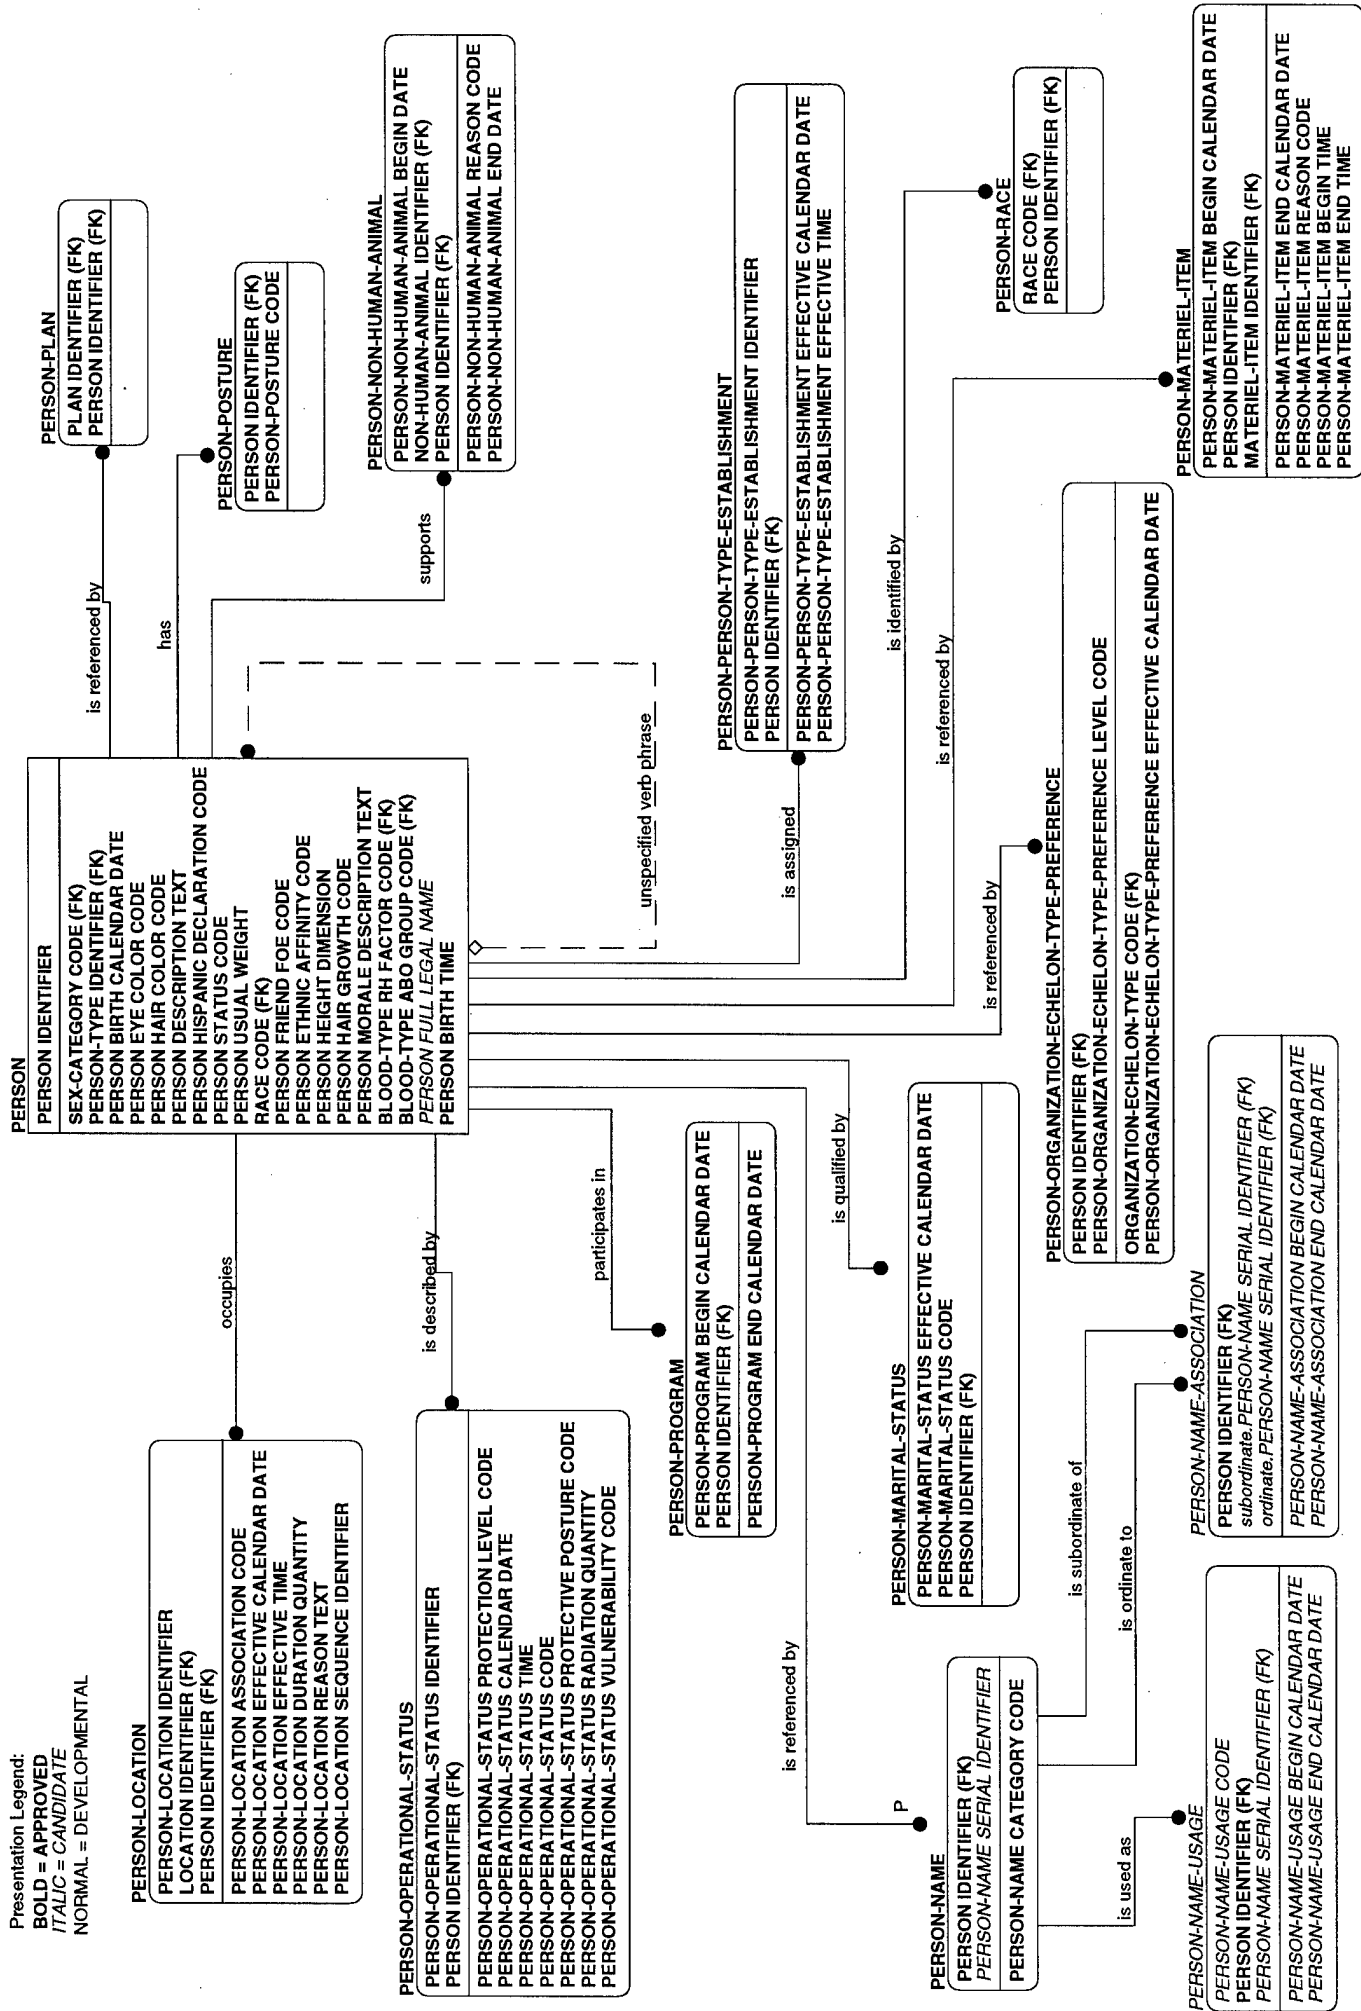 Presentation Legend:
BOLD = APPROVED
ITALIC = CANDIDATE
NORMAL = DEVELOPMENTAL
PERSON-LOCATION
PERSON-LOCATION IDENTIFIER
LOCATION IDENTIFIER (FK)
PERSON IDENTIFIER (FK)
PERSON-LOCATION ASSOCIATION CODE
PERSON-LOCATION EFFECTIVE CALENDAR DATE
PERSON-LOCATION EFFECTIVE TIME
PERSON-LOCATION DURATION QUANTITY
PERSON-LOCATION REASON TEXT
PERSON-LOCATION SEQUENCE IDENTIFIER
occupies
PERSON
PERSON IDENTIFIER
SEX-CATEGORY CODE (FK)
PERSON-TYPE IDENTIFIER (FK)
PERSON BIRTH CALENDAR DATE
PERSON EYE COLOR CODE
PERSON HAIR COLOR CODE
PERSON DESCRIPTION TEXT
PERSON HISPANIC DECLARATION CODE
PERSON STATUS CODE
PERSON USUAL WEIGHT
RACE CODE (FK)
PERSON FRIEND FOE CODE
PERSON ETHNIC AFFINITY CODE
PERSON HEIGHT DIMENSION
PERSON HAIR GROWTH CODE
PERSON MORALE DESCRIPTION TEXT
BLOOD-TYPE RH FACTOR CODE (FK)
BLOOD-TYPE ABO GROUP CODE (FK)
PERSON FULL LEGAL NAME
PERSON BIRTH TIME
is referenced by
PERSON-PLAN
PLAN IDENTIFIER (FK)
PERSON IDENTIFIER (FK)
has
PERSON-POSTURE
PERSON IDENTIFIER (FK)
PERSON-POSTURE CODE
supports
PERSON-NON-HUMAN-ANIMAL
PERSON-NON-HUMAN-ANIMAL BEGIN DATE
NON-HUMAN-ANIMAL IDENTIFIER (FK)
PERSON IDENTIFIER (FK)
PERSON-NON-HUMAN-ANIMAL REASON CODE
PERSON-NON-HUMAN-ANIMAL END DATE
unspecified verb phrase
is described by
PERSON-OPERATIONAL-STATUS
PERSON-OPERATIONAL-STATUS IDENTIFIER
PERSON IDENTIFIER (FK)
PERSON-OPERATIONAL-STATUS PROTECTION LEVEL CODE
PERSON-OPERATIONAL-STATUS CALENDAR DATE
PERSON-OPERATIONAL-STATUS TIME
PERSON-OPERATIONAL-STATUS CODE
PERSON-OPERATIONAL-STATUS PROTECTIVE POSTURE CODE
PERSON-OPERATIONAL-STATUS RADIATION QUANTITY
PERSON-OPERATIONAL-STATUS VULNERABILITY CODE
participates in
PERSON-PROGRAM
PERSON-PROGRAM BEGIN CALENDAR DATE
PERSON IDENTIFIER (FK)
PERSON-PROGRAM END CALENDAR DATE
is assigned
PERSON-PERSON-TYPE-ESTABLISHMENT
PERSON-PERSON-TYPE-ESTABLISHMENT IDENTIFIER
PERSON IDENTIFIER (FK)
PERSON-PERSON-TYPE-ESTABLISHMENT EFFECTIVE CALENDAR DATE
PERSON-PERSON-TYPE-ESTABLISHMENT EFFECTIVE TIME
is qualified by
PERSON-MARITAL-STATUS
PERSON-MARITAL-STATUS EFFECTIVE CALENDAR DATE
PERSON-MARITAL-STATUS CODE
PERSON IDENTIFIER (FK)
is identified by
PERSON-RACE
RACE CODE (FK)
PERSON IDENTIFIER (FK)
is referenced by
PERSON-MATERIEL-ITEM
PERSON-MATERIEL-ITEM BEGIN CALENDAR DATE
PERSON IDENTIFIER (FK)
MATERIEL-ITEM IDENTIFIER (FK)
PERSON-MATERIEL-ITEM END CALENDAR DATE
PERSON-MATERIEL-ITEM REASON CODE
PERSON-MATERIEL-ITEM BEGIN TIME
PERSON-MATERIEL-ITEM END TIME
is referenced by
PERSON-ORGANIZATION-ECHELON-TYPE-PREFERENCE
PERSON IDENTIFIER (FK)
PERSON-ORGANIZATION-ECHELON-TYPE-PREFERENCE LEVEL CODE
ORGANIZATION-ECHELON-TYPE CODE (FK)
PERSON-ORGANIZATION-ECHELON-TYPE-PREFERENCE EFFECTIVE CALENDAR DATE
is referenced by
P
PERSON-NAME
PERSON IDENTIFIER (FK)
PERSON-NAME SERIAL IDENTIFIER
PERSON-NAME CATEGORY CODE
is subordinate of
is ordinate to
is used as
PERSON-NAME-USAGE
PERSON-NAME-USAGE CODE
PERSON IDENTIFIER (FK)
PERSON-NAME SERIAL IDENTIFIER (FK)
PERSON-NAME-USAGE BEGIN CALENDAR DATE
PERSON-NAME-USAGE END CALENDAR DATE
PERSON-NAME-ASSOCIATION
PERSON IDENTIFIER (FK)
subordinate.PERSON-NAME SERIAL IDENTIFIER (FK)
ordinate.PERSON-NAME SERIAL IDENTIFIER (FK)
PERSON-NAME-ASSOCIATION BEGIN CALENDAR DATE
PERSON-NAME-ASSOCIATION END CALENDAR DATE